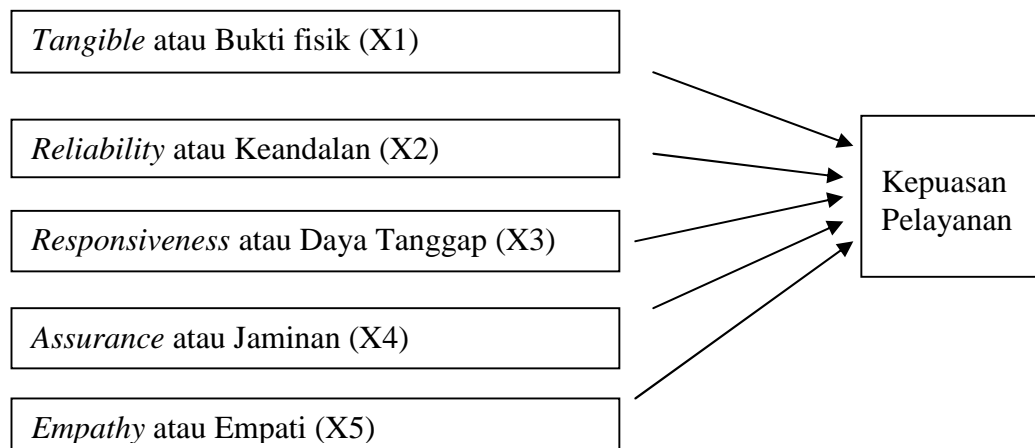 Tangible atau Bukti fisik (X1)
Reliability atau Keandalan (X2)
Responsiveness atau Daya Tanggap (X3)
Assurance atau Jaminan (X4)
Empathy atau Empati (X5)
Kepuasan
Pelayanan